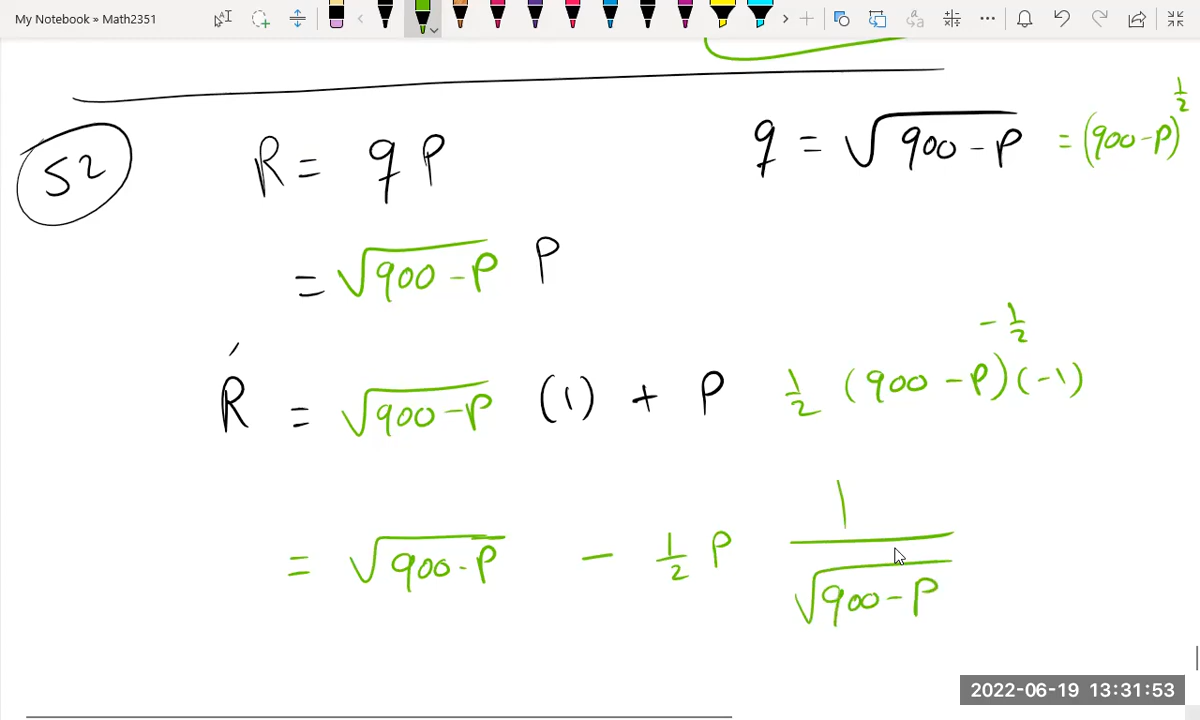 My Notebook » Math2351
52 R = qP q = √(900 - P) = (900 - P)^(1/2)
= √(900 - P) P
R' = √(900 - P) (1) + P 1/2 (900 - P)^(-1/2) (-1)
= √(900 - P) - 1/2 P 1/√(900 - P)
2022-06-19 13:31:53